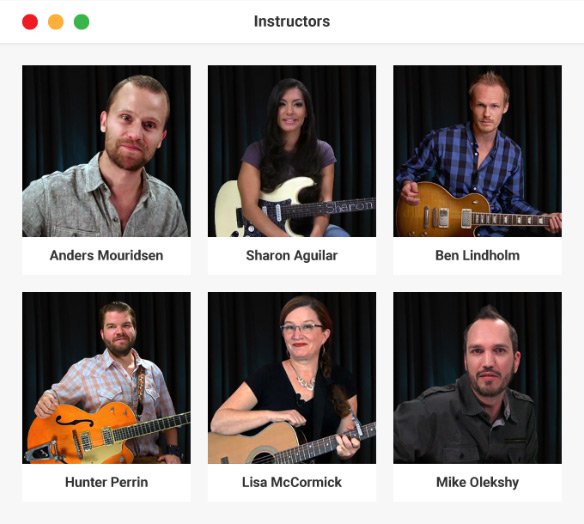 Instructors
Anders Mouridsen
Sharon Aguilar
Sharon
Ben Lindholm
Hunter Perrin
Lisa McCormick
Mike Olekshy